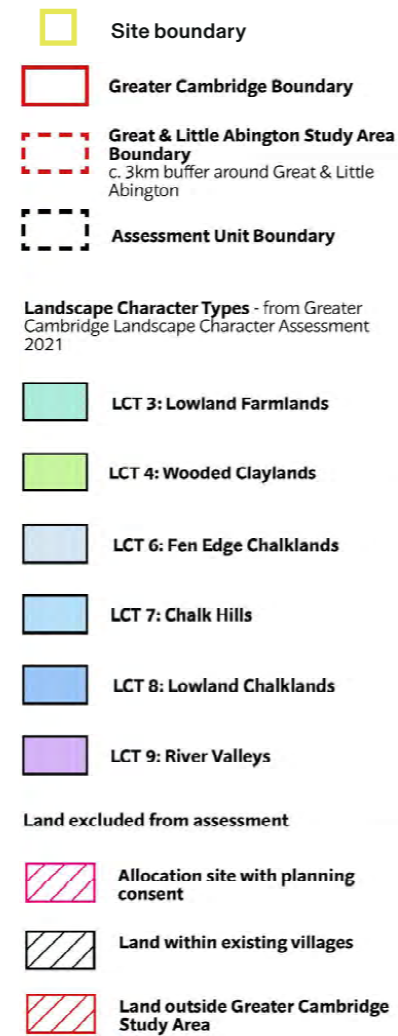 Site boundary
Greater Cambridge Boundary
Great & Little Abington Study Area
Boundary
c. 3km buffer around Great & Little
Abington
Assessment Unit Boundary
Landscape Character Types - from Greater
Cambridge Landscape Character Assessment
2021
LCT 3: Lowland Farmlands
LCT 4: Wooded Claylands
LCT 6: Fen Edge Chalklands
LCT 7: Chalk Hills
LCT 8: Lowland Chalklands
LCT 9: River Valleys
Land excluded from assessment
Allocation site with planning
consent
Land within existing villages
Land outside Greater Cambridge
Study Area